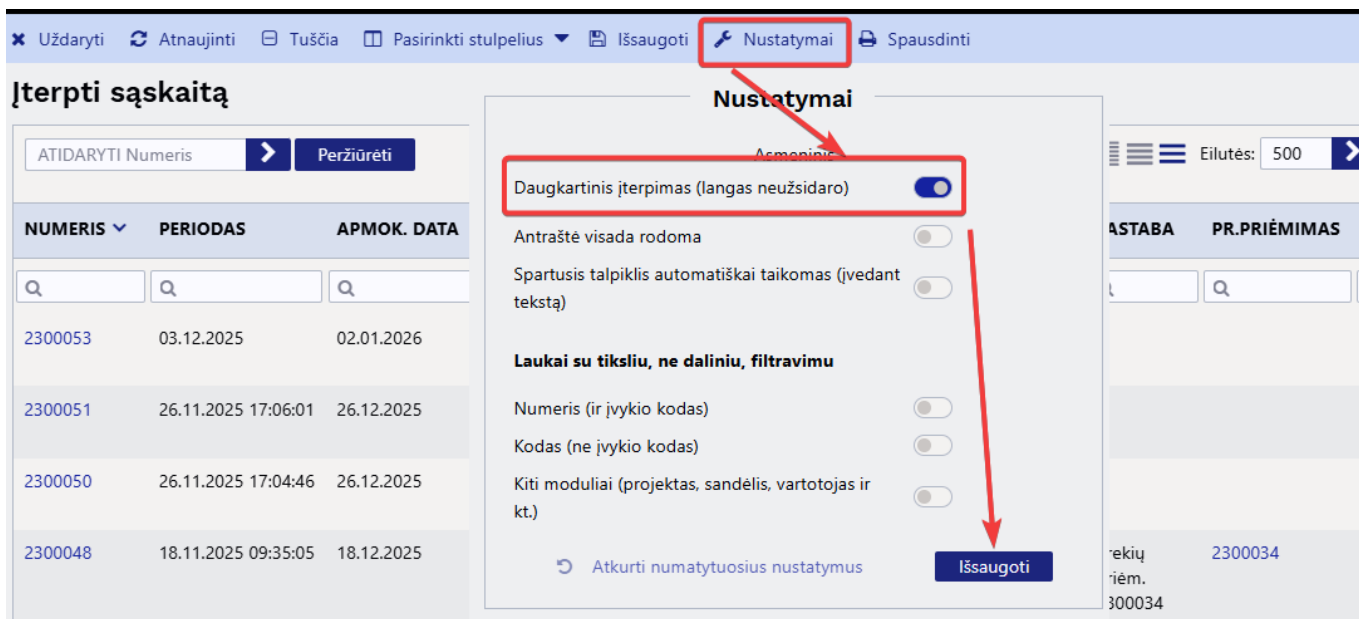 Uždaryti Atnaujinti Tuščia Pasirinkti stulpelius Išsaugoti Nustatymai Spausdinti
Įterpti sąskaitą
Nustatymai
ATIDARYTI Numeris Peržiūrėti
Eilutės: 500
Asmeninis
Daugkartinis įterpimas (langas neužsidaro)
NUMERIS PERIODAS APMOK. DATA
ASTABA PR.PRIĖMIMAS
Antraštė visada rodoma
Spartusis talpiklis automatiškai taikomas (įvedant
tekstą)
2300053 03.12.2025 02.01.2026
Laukai su tiksliu, ne daliniu, filtravimu
2300051 26.11.2025 17:06:01 26.12.2025
Numeris (ir įvykio kodas)
Kodas (ne įvykio kodas)
2300050 26.11.2025 17:04:46 26.12.2025
Kiti moduliai (projektas, sandėlis, vartotojas ir
kt.)
2300048 18.11.2025 09:35:05 18.12.2025
rekių 2300034
riėm.
300034
Atkurti numatytuosius nustatymus Išsaugoti